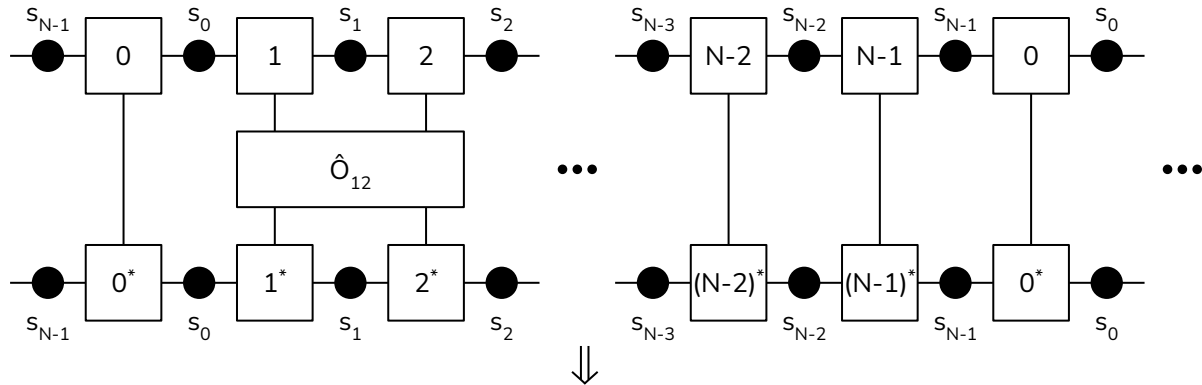 s_{N-1} s_0 s_1 s_2 s_{N-3} s_{N-2} s_{N-1} s_0
0 1 2 N-2 N-1 0
Ô_{12} ••• •••
0^* 1^* 2^* (N-2)^* (N-1)^* 0^*
s_{N-1} s_0 s_1 s_2 s_{N-3} s_{N-2} s_{N-1} s_0
⇓